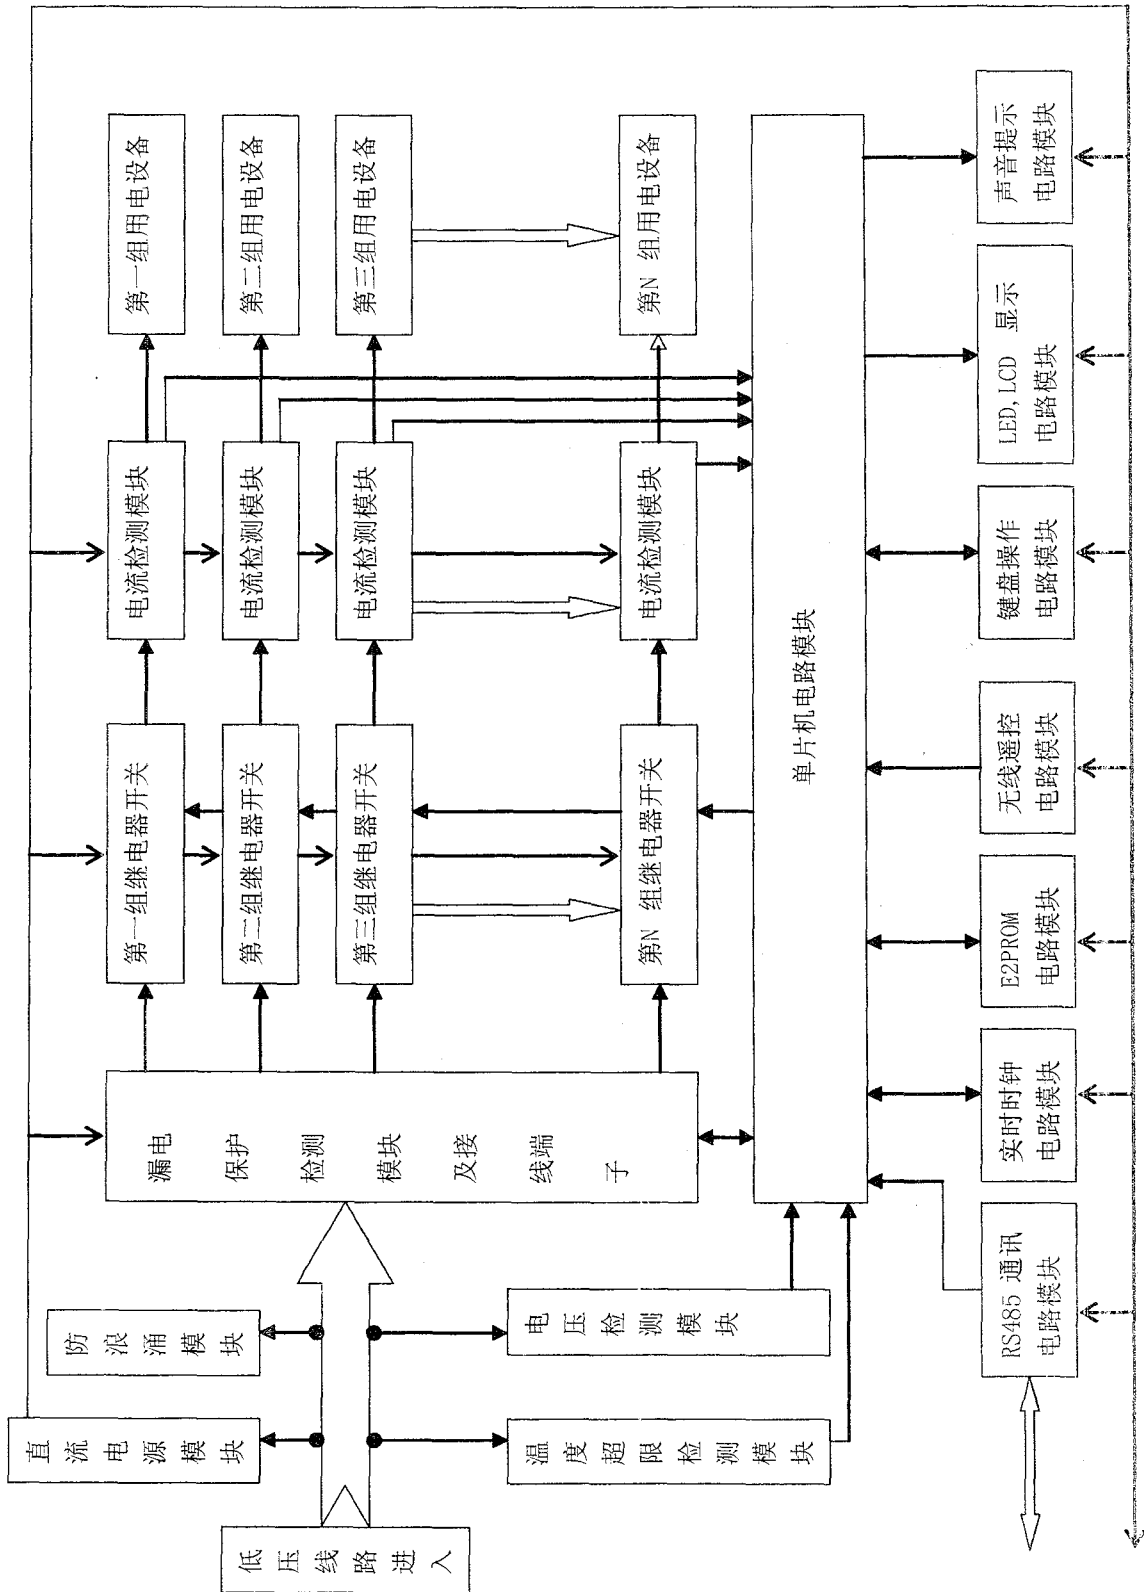 低压线路进入
直流电源模块
防浪涌模块
温度超限检测模块
电压检测模块
漏电
保护
检测
模块
及接
线端
子
第一组继电器开关
电流检测模块
第一组用电设备
第二组继电器开关
电流检测模块
第二组用电设备
第三组继电器开关
电流检测模块
第三组用电设备
第N 组继电器开关
电流检测模块
第N 组用电设备
单片机电路模块
RS485 通讯
电路模块
实时时钟
电路模块
E2PROM
电路模块
无线遥控
电路模块
键盘操作
电路模块
LED,LCD 显示
电路模块
声音提示
电路模块